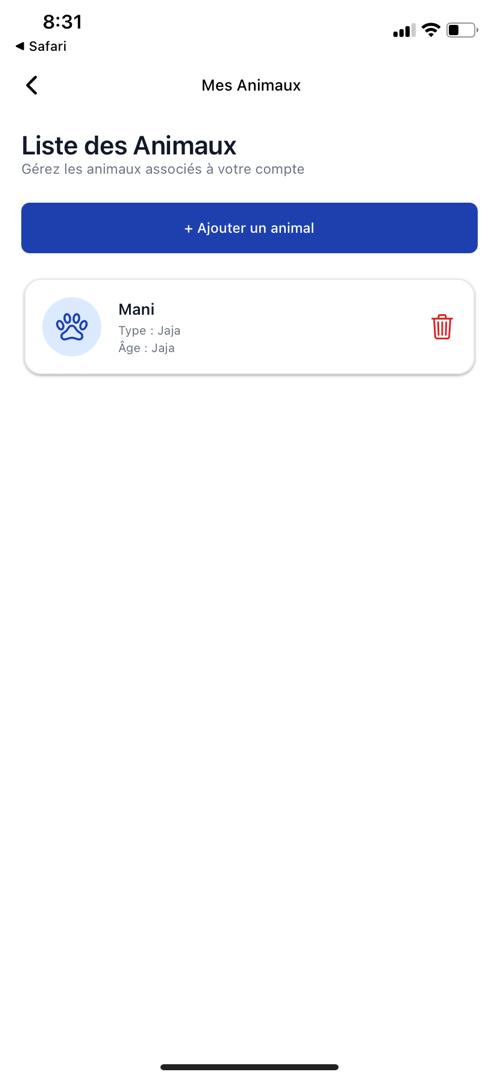 8:31
◀ Safari
Mes Animaux
Liste des Animaux
Gérez les animaux associés à votre compte
+ Ajouter un animal
Mani
Type : Jaja
Âge : Jaja